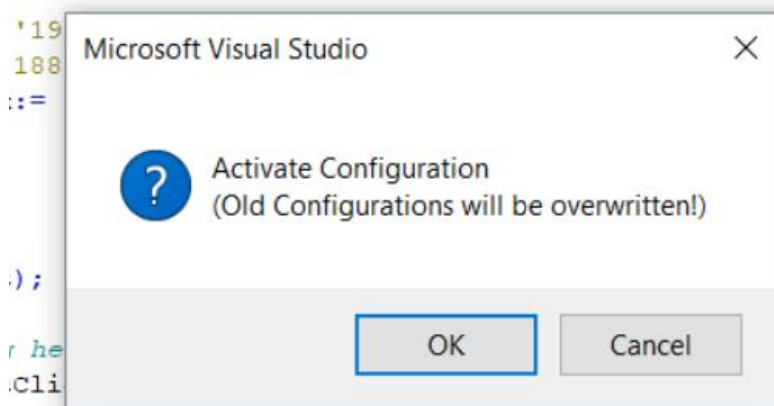 '19
188
:=
Microsoft Visual Studio
Activate Configuration
(Old Configurations will be overwritten!)
);
he
.Cli
OK
Cancel